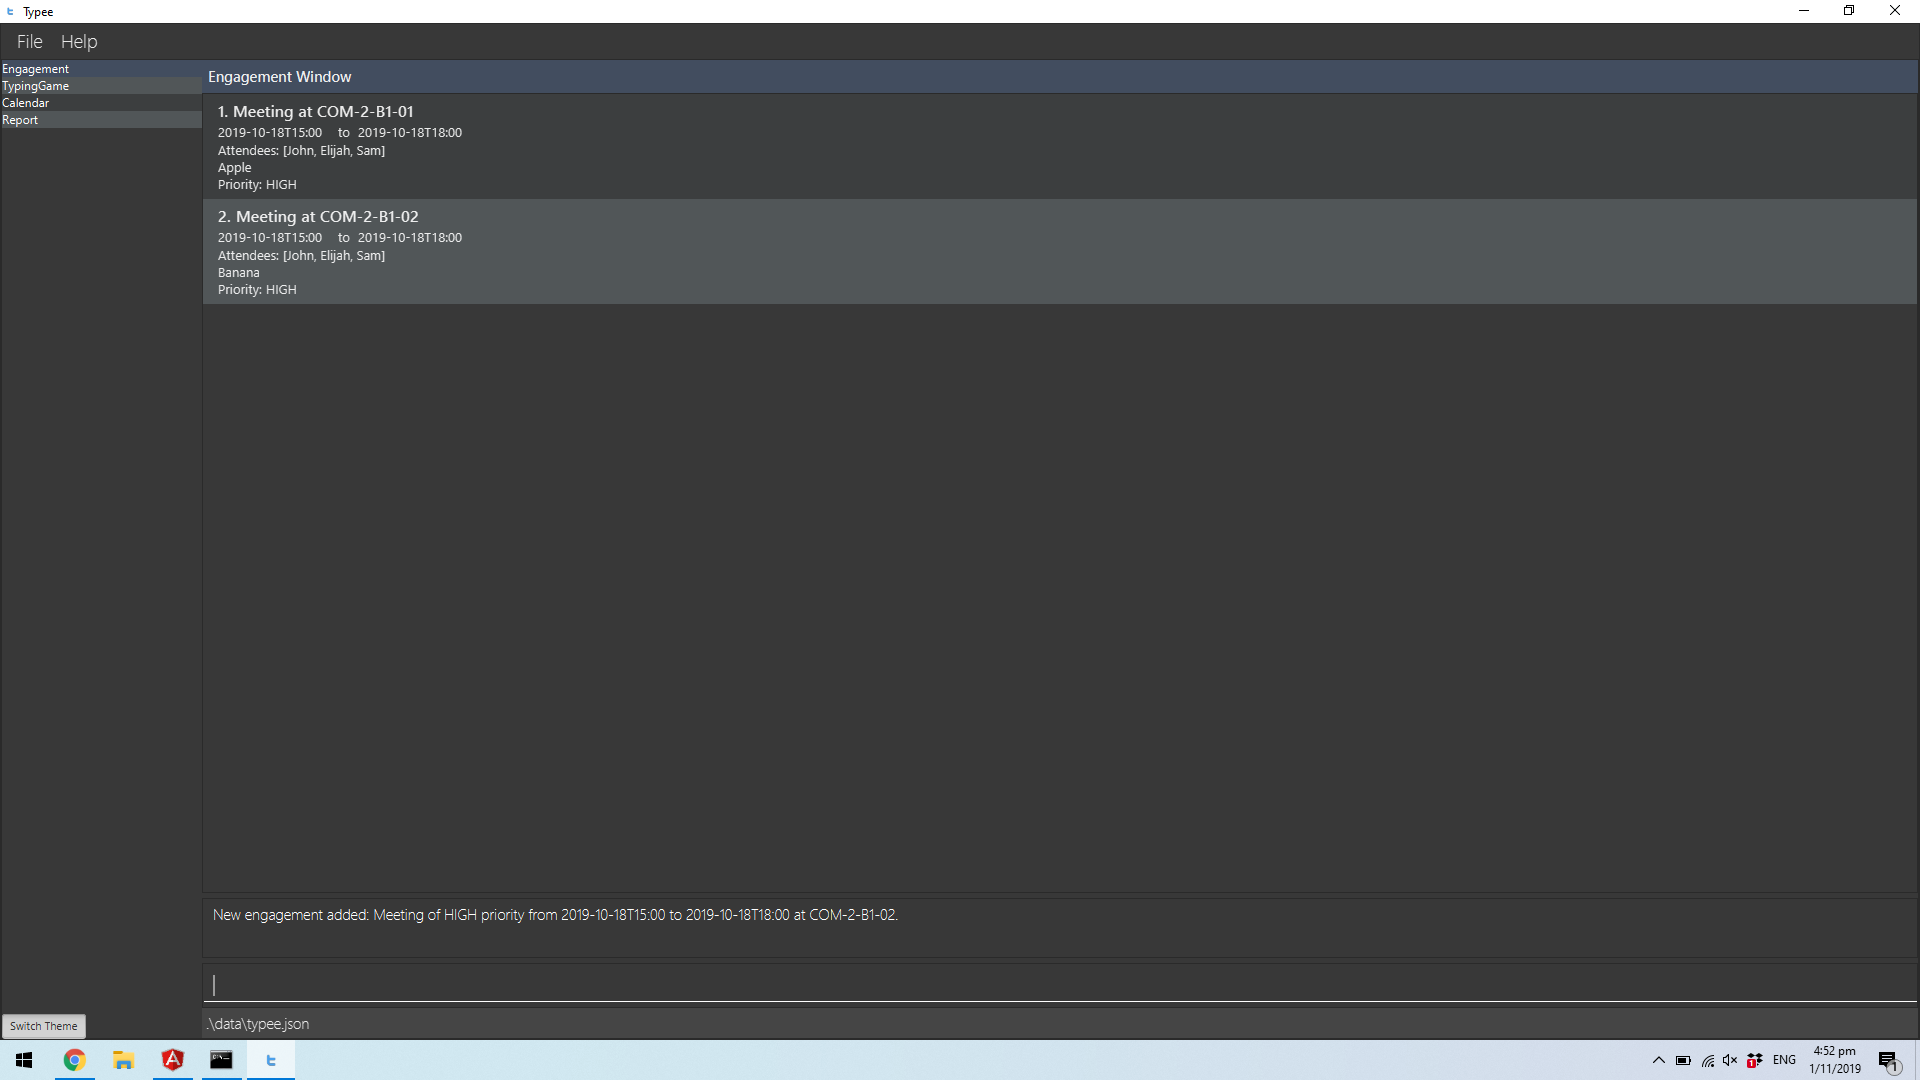 Typee
File Help
Engagement
TypingGame
Calendar
Report
Engagement Window
1. Meeting at COM-2-B1-01
2019-10-18T15:00 to 2019-10-18T18:00
Attendees: [John, Elijah, Sam]
Apple
Priority: HIGH
2. Meeting at COM-2-B1-02
2019-10-18T15:00 to 2019-10-18T18:00
Attendees: [John, Elijah, Sam]
Banana
Priority: HIGH
New engagement added: Meeting of HIGH priority from 2019-10-18T15:00 to 2019-10-18T18:00 at COM-2-B1-02.
Switch Theme
.\data\typee.json
ENG
4:52 pm
1/11/2019
1